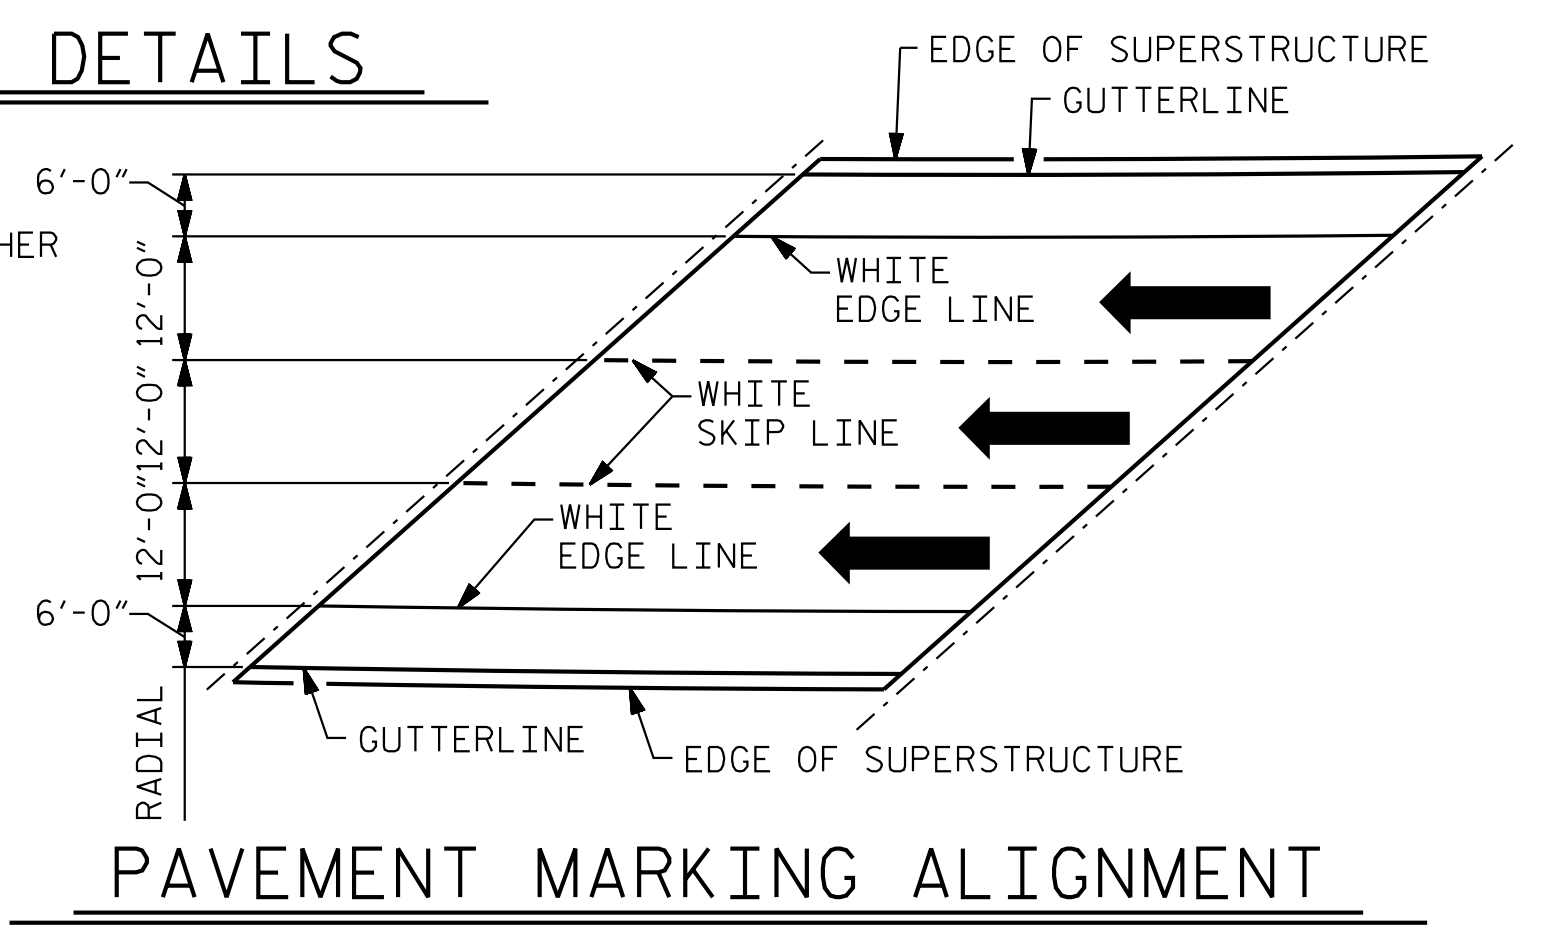 DETAILS
EDGE OF SUPERSTRUCTURE
GUTTERLINE
6'-0"
HER
12'-0"
WHITE
EDGE LINE
12'-0"
WHITE
SKIP LINE
12'-0"
WHITE
EDGE LINE
6'-0"
RADIAL
GUTTERLINE
EDGE OF SUPERSTRUCTURE
PAVEMENT MARKING ALIGNMENT